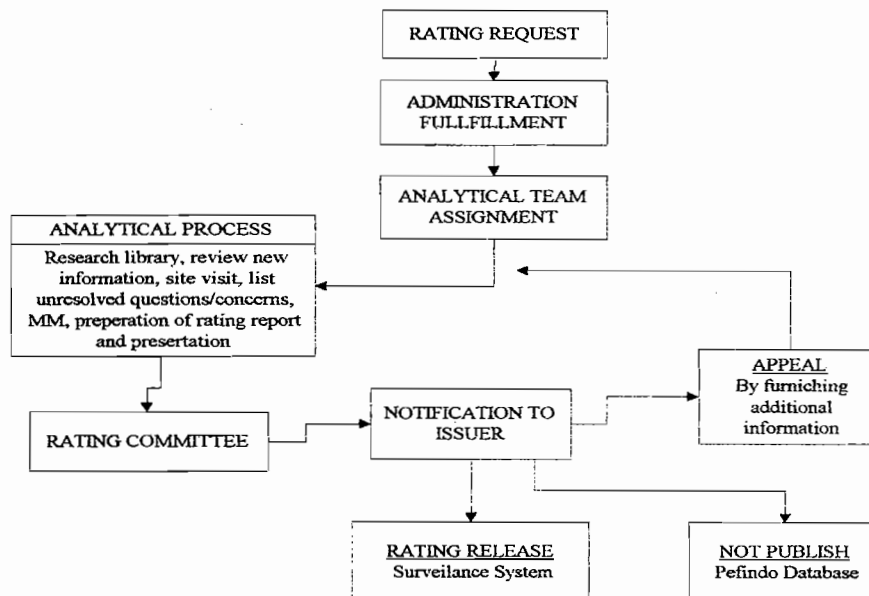 RATING REQUEST
ADMINISTRATION
FULLFILLMENT
ANALYTICAL TEAM
ASSIGNMENT
ANALYTICAL PROCESS
Research library, review new
information, site visit, list
unresolved questions/concerns,
MM, preperation of rating report
and presertation
RATING COMMITTEE
NOTIFICATION TO
ISSUER
APPEAL
By furniching
additional
information
RATING RELEASE
Surveilance System
NOT PUBLISH
Pefindo Database